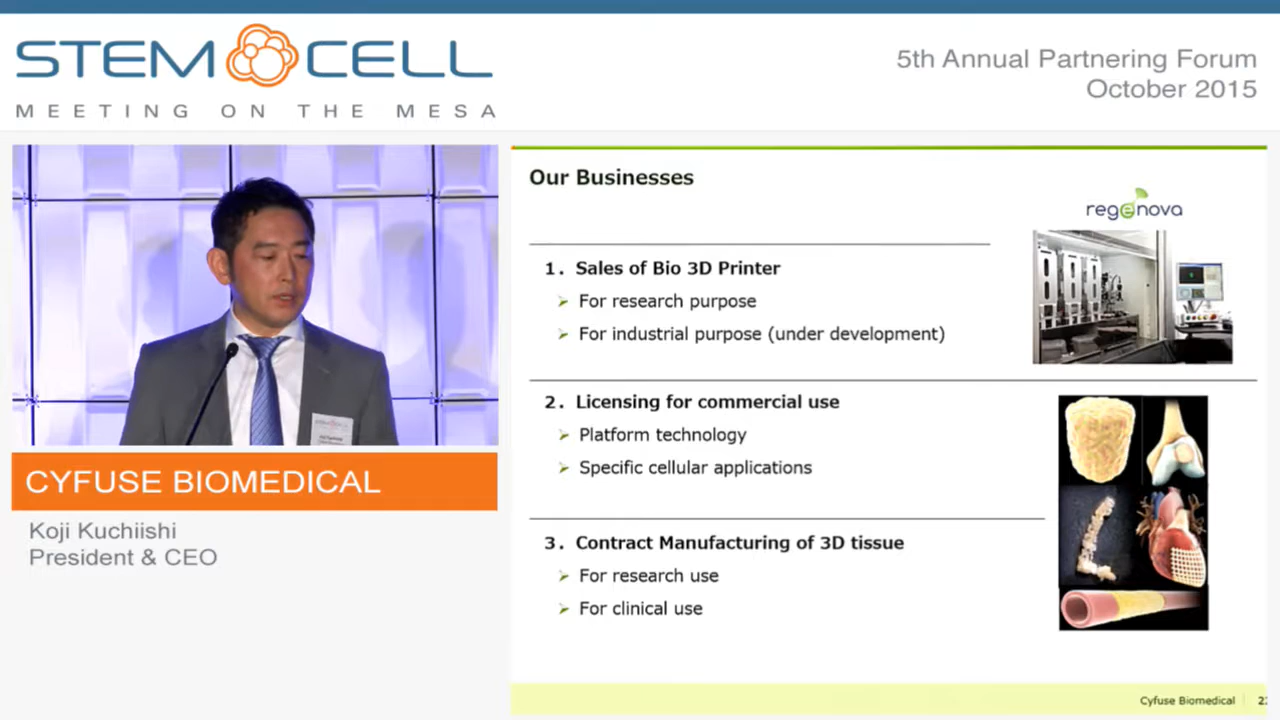 STEM CELL
MEETING ON THE MESA
5th Annual Partnering Forum
October 2015
Our Businesses
regenova
1. Sales of Bio 3D Printer
For research purpose
For industrial purpose (under development)
2. Licensing for commercial use
Platform technology
Specific cellular applications
3. Contract Manufacturing of 3D tissue
For research use
For clinical use
CYFUSE BIOMEDICAL
Koji Kuchiishi
President & CEO
Cyfuse Biomedical